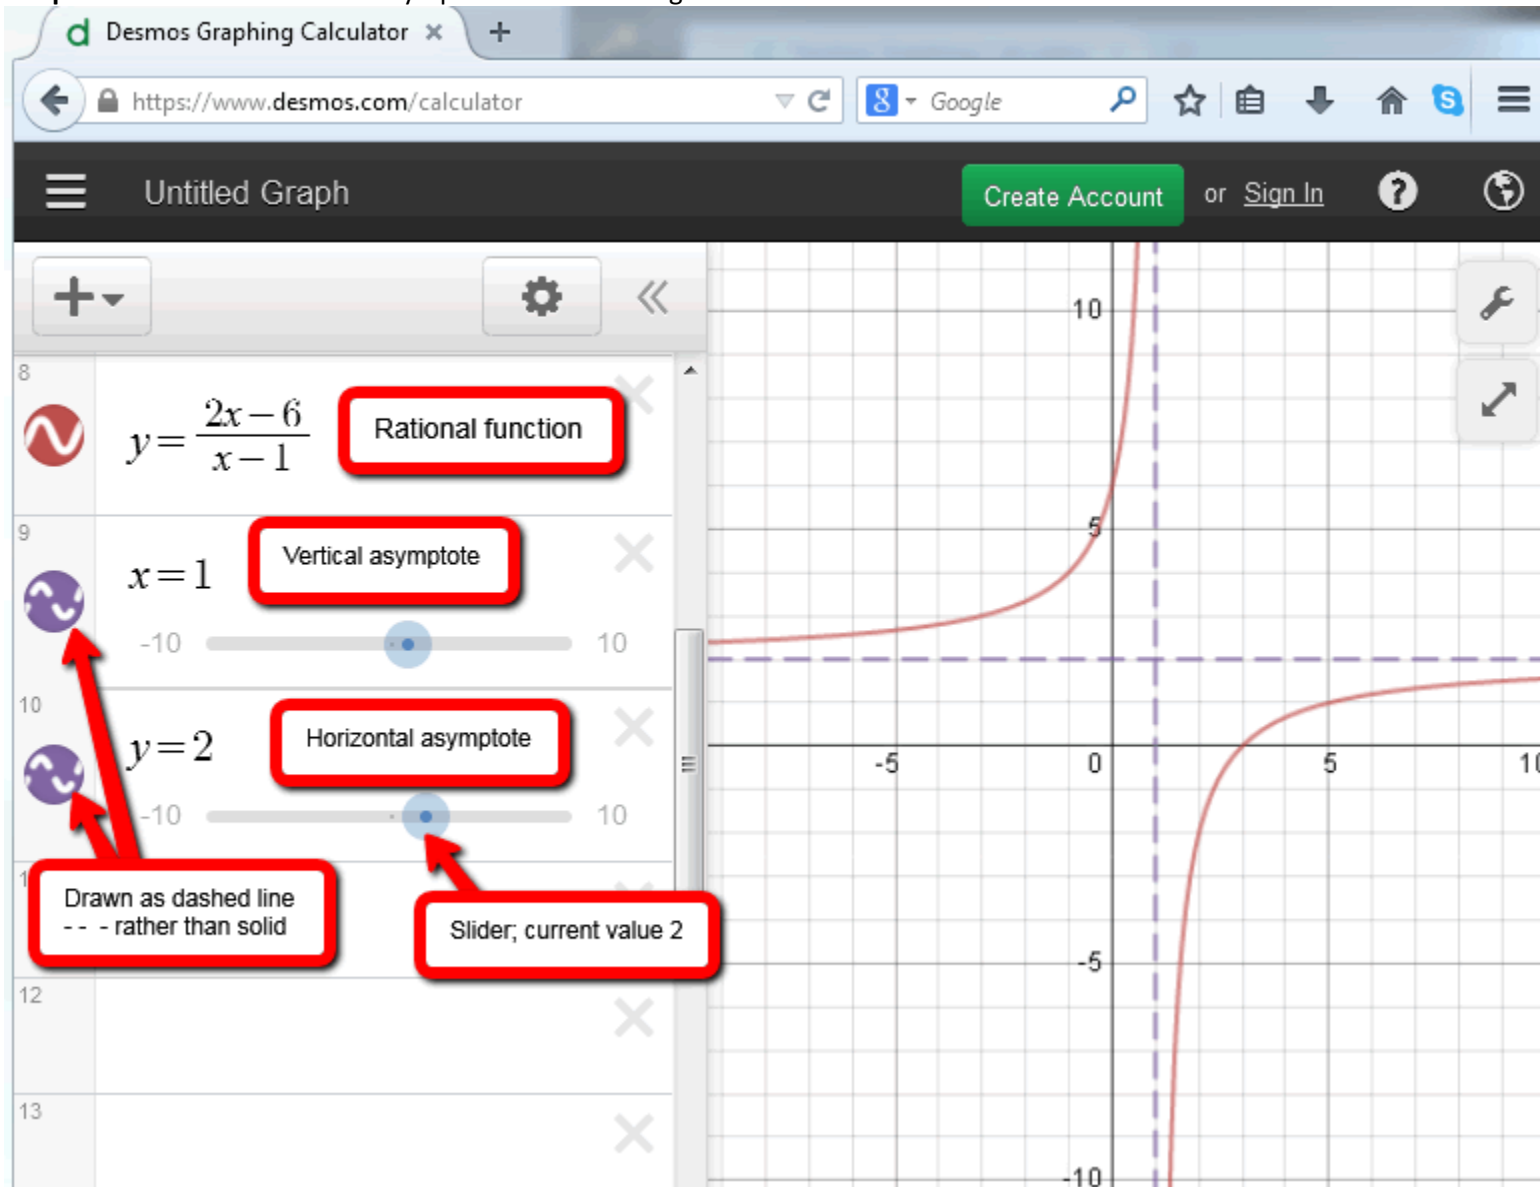 Desmos Graphing Calculator
https://www.desmos.com/calculator
Google
Untitled Graph
Create Account or Sign In
8
y = (2x − 6)/(x − 1)
Rational function
9
x = 1
Vertical asymptote
-10 10
10
y = 2
Horizontal asymptote
-10 10
Drawn as dashed line
- - - rather than solid
Slider; current value 2
12
13
10
5
-5 0 5 10
-5
-10